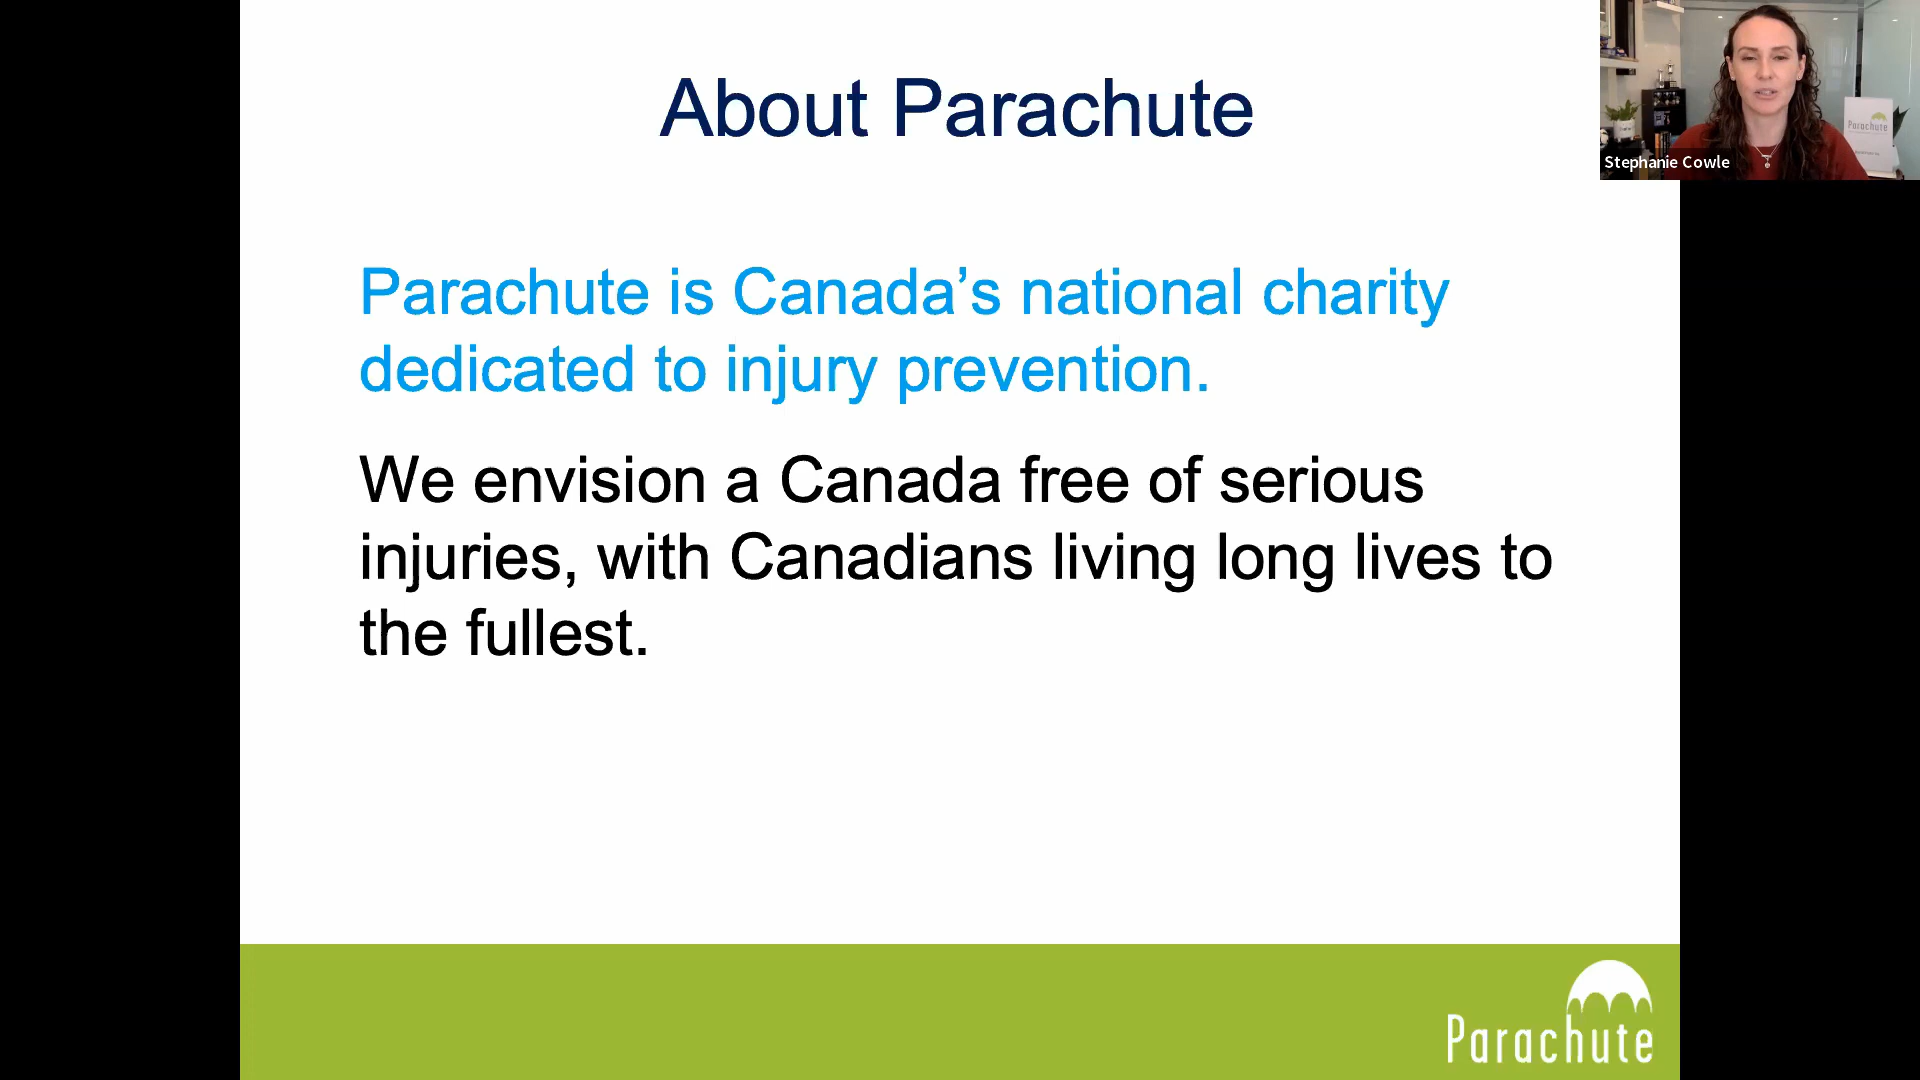 About Parachute
Parachute
Stephanie Cowle
Parachute is Canada’s national charity
dedicated to injury prevention.
We envision a Canada free of serious
injuries, with Canadians living long lives to
the fullest.
Parachute